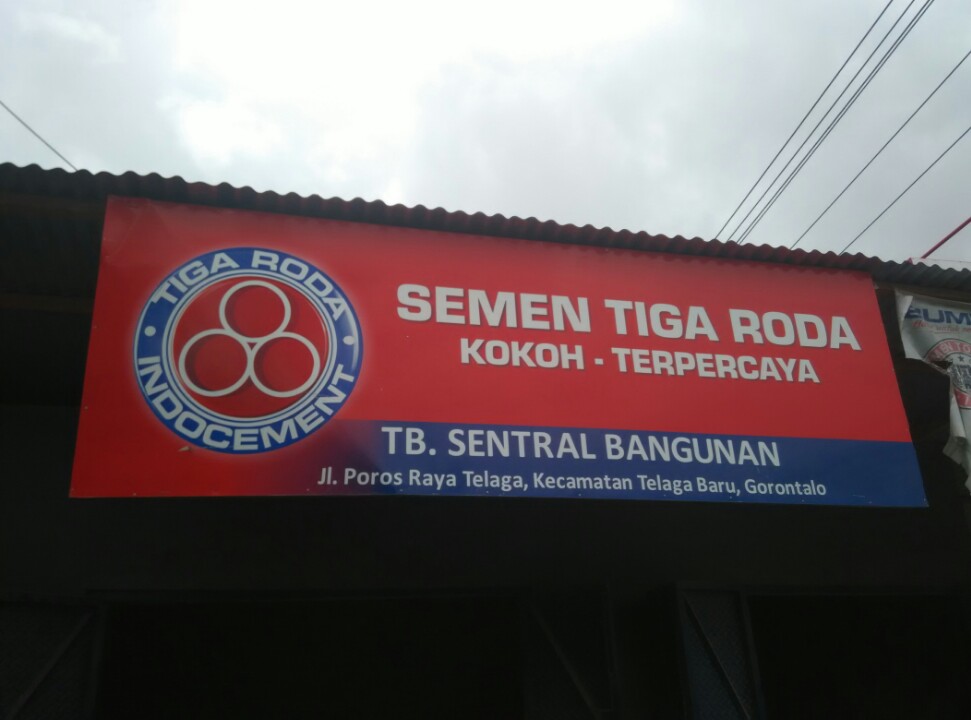 TIGA RODA
INDOCEMENT
SEMEN TIGA RODA
KOKOH - TERPERCAYA
TB. SENTRAL BANGUNAN
Jl. Poros Raya Telaga, Kecamatan Telaga Baru, Gorontalo